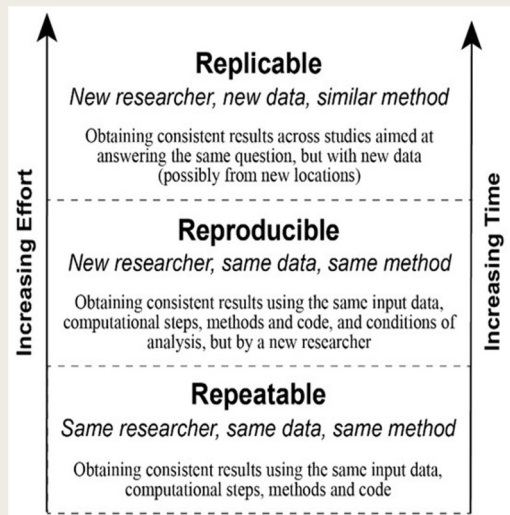 Replicable
New researcher, new data, similar method
Obtaining consistent results across studies aimed at
answering the same question, but with new data
(possibly from new locations)
Reproducible
New researcher, same data, same method
Obtaining consistent results using the same input data,
computational steps, methods and code, and conditions of
analysis, but by a new researcher
Repeatable
Same researcher, same data, same method
Obtaining consistent results using the same input data,
computational steps, methods and code
Increasing Effort
Increasing Time